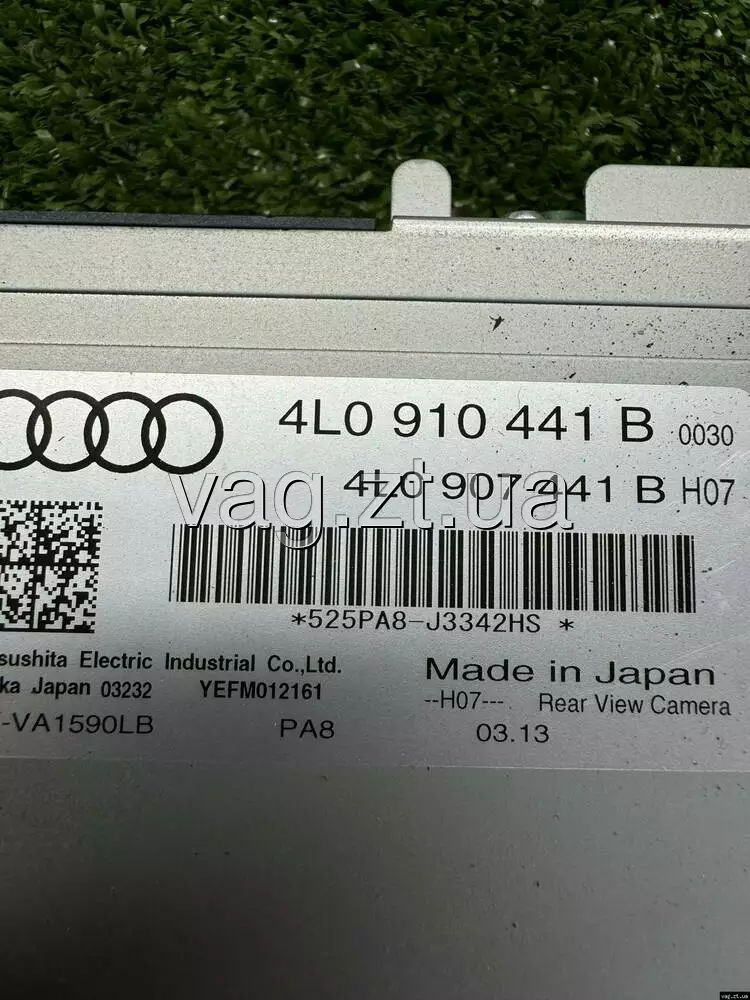 4L0 910 441 B 0030
4L0 907 441 B H07
vag.zt.ua
*525PA8-J3342HS *
sushita Electric Industrial Co.,Ltd.
ka Japan 03232 YEFM012161
-VA1590LB PA8
Made in Japan
--H07--- Rear View Camera
03.13
vag.zt.ua